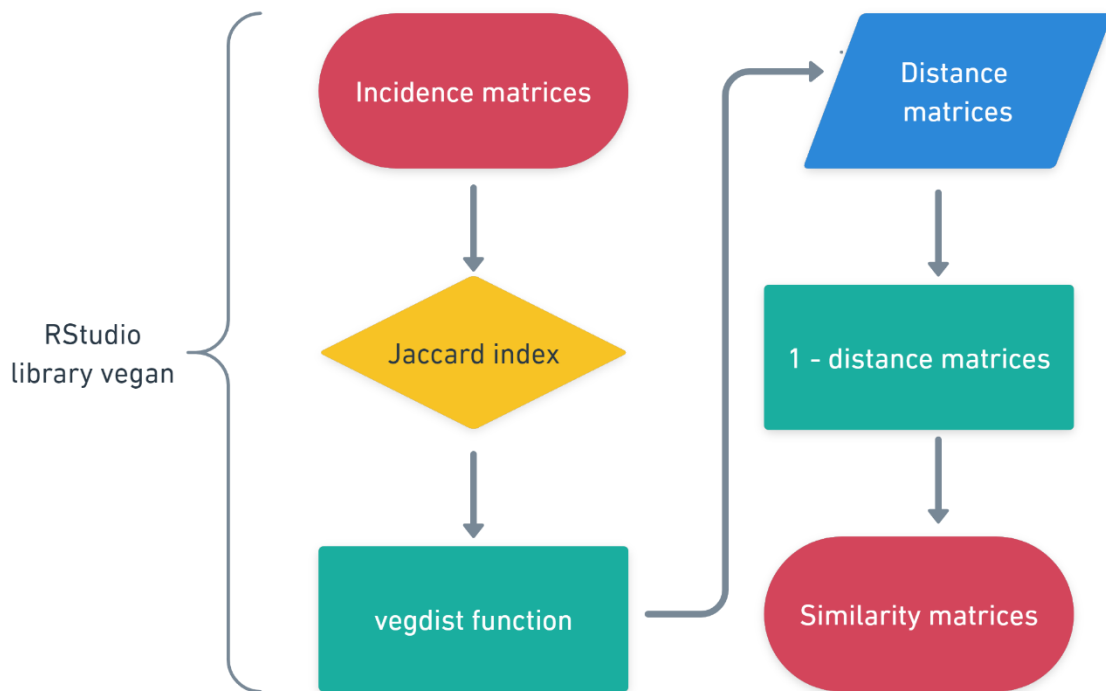 RStudio
library vegan
Incidence matrices
Jaccard index
vegdist function
Distance
matrices
1 - distance matrices
Similarity matrices